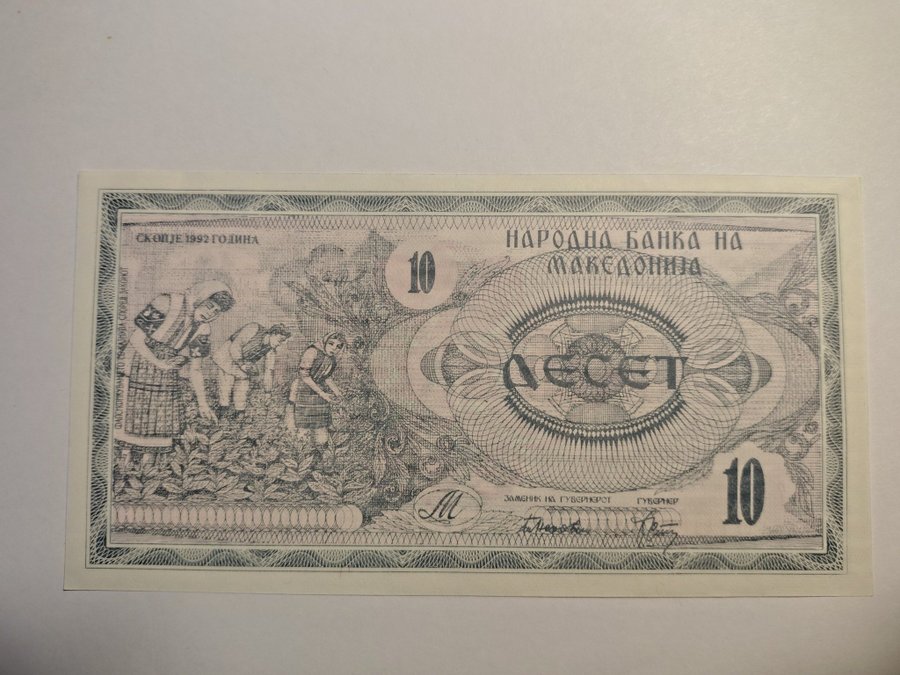 СКОПЈЕ 1992 ГОДИНА
НАРОДНА БАНКА НА
МАКЕДОНИЈА
10
ДЕСЕТ
М
ЗАМЕНИК НА ГУВЕРНЕРОТ ГУВЕРНЕР
10